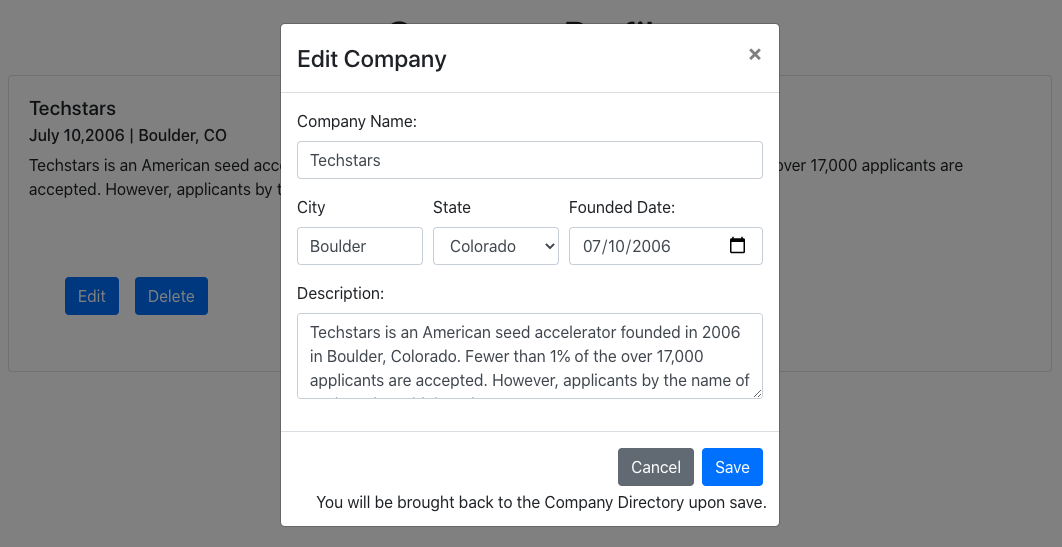 Edit Company
×
Techstars
July 10,2006 | Boulder, CO
Techstars is an American seed
over 17,000 applicants are
accepted. However, applicants by
Edit Delete
Company Name:
Techstars
City State Founded Date:
Boulder Colorado 07/10/2006
Description:
Techstars is an American seed accelerator founded in 2006
in Boulder, Colorado. Fewer than 1% of the over 17,000
applicants are accepted. However, applicants by the name of
Cancel Save
You will be brought back to the Company Directory upon save.